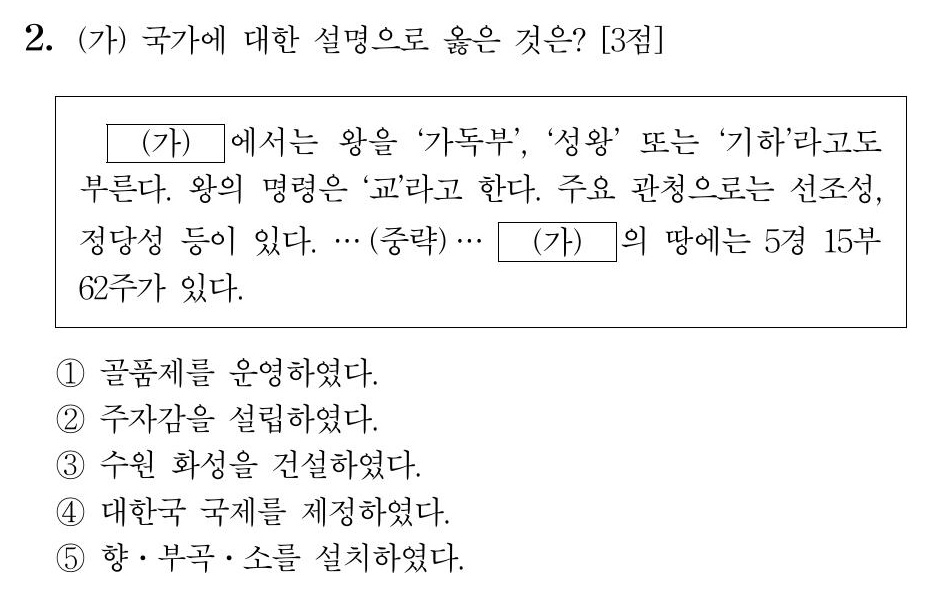 2. (가) 국가에 대한 설명으로 옳은 것은? [3점]
(가) 에서는 왕을 ‘가독부’, ‘성왕’ 또는 ‘기하’라고도
부른다. 왕의 명령은 ‘교’라고 한다. 주요 관청으로는 선조성,
정당성 등이 있다. … (중략) … (가) 의 땅에는 5경 15부
62주가 있다.
① 골품제를 운영하였다.
② 주자감을 설립하였다.
③ 수원 화성을 건설하였다.
④ 대한국 국제를 제정하였다.
⑤ 향·부곡·소를 설치하였다.